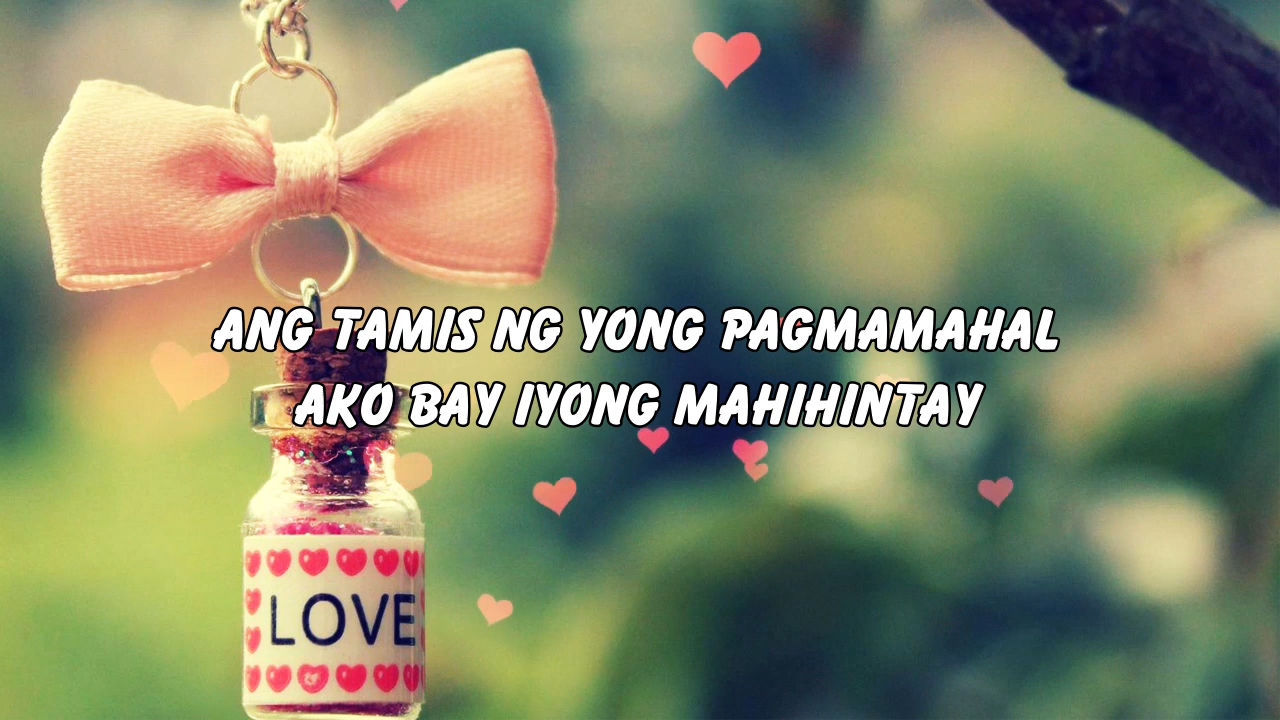 ANG TAMIS NG YONG PAGMAMAHAL
AKO BAY IYONG MAHIHINTAY
LOVE